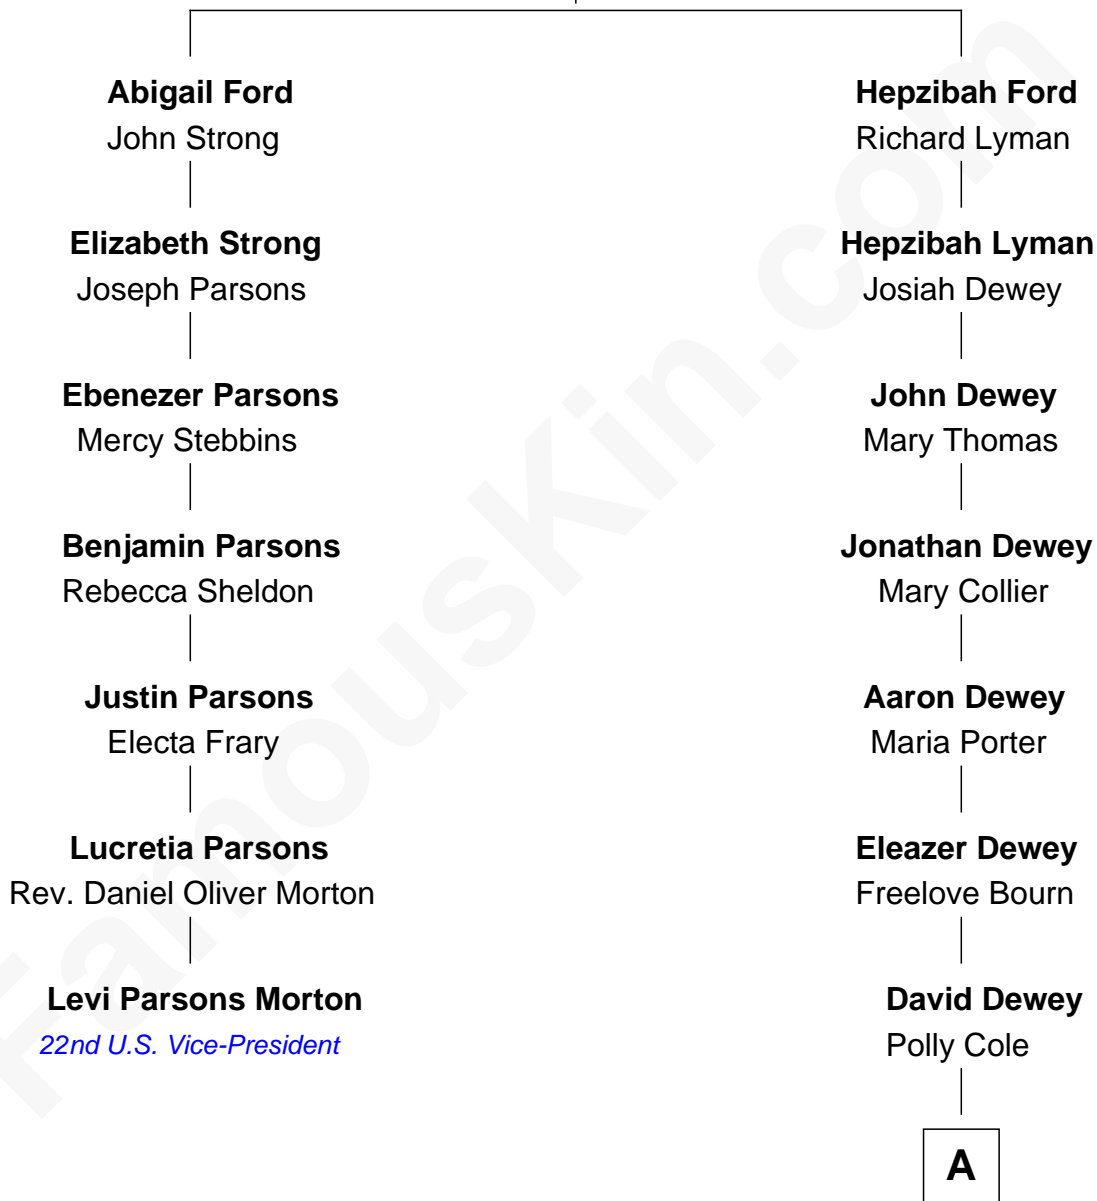 Abigail Ford
John Strong
Elizabeth Strong
Joseph Parsons
Ebenezer Parsons
Mercy Stebbins
Benjamin Parsons
Rebecca Sheldon
Justin Parsons
Electa Frary
Lucretia Parsons
Rev. Daniel Oliver Morton
Levi Parsons Morton
22nd U.S. Vice-President
Hepzibah Ford
Richard Lyman
Hepzibah Lyman
Josiah Dewey
John Dewey
Mary Thomas
Jonathan Dewey
Mary Collier
Aaron Dewey
Maria Porter
Eleazer Dewey
Freelove Bourn
David Dewey
Polly Cole
A
FamousKin.com